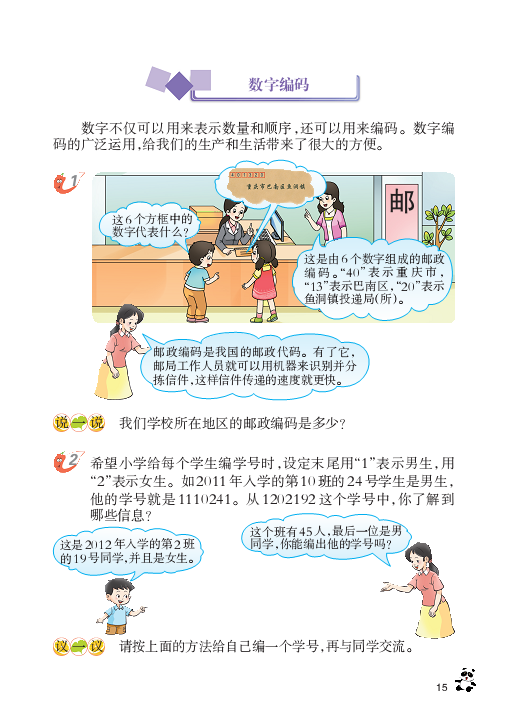 数字编码
数字不仅可以用来表示数量和顺序,还可以用来编码。数字编
码的广泛运用,给我们的生产和生活带来了很大的方便。
1
401320
重庆市巴南区鱼洞镇
这6个方框中的
数字代表什么?
邮
这是由6个数字组成的邮政
编码。“40”表示重庆市,
“13”表示巴南区,“20”表示
鱼洞镇投递局(所)。
邮政编码是我国的邮政代码。有了它,
邮局工作人员就可以用机器来识别并分
拣信件,这样信件传递的速度就更快。
说一说 我们学校所在地区的邮政编码是多少?
2
希望小学给每个学生编学号时,设定末尾用“1”表示男生,用
“2”表示女生。如2011年入学的第10班的24号学生是男生,
他的学号就是1110241。从1202192这个学号中,你了解到
哪些信息?
这是2012年入学的第2班
的19号同学,并且是女生。
这个班有45人,最后一位是男
同学,你能编出他的学号吗?
议一议 请按上面的方法给自己编一个学号,再与同学交流。
15